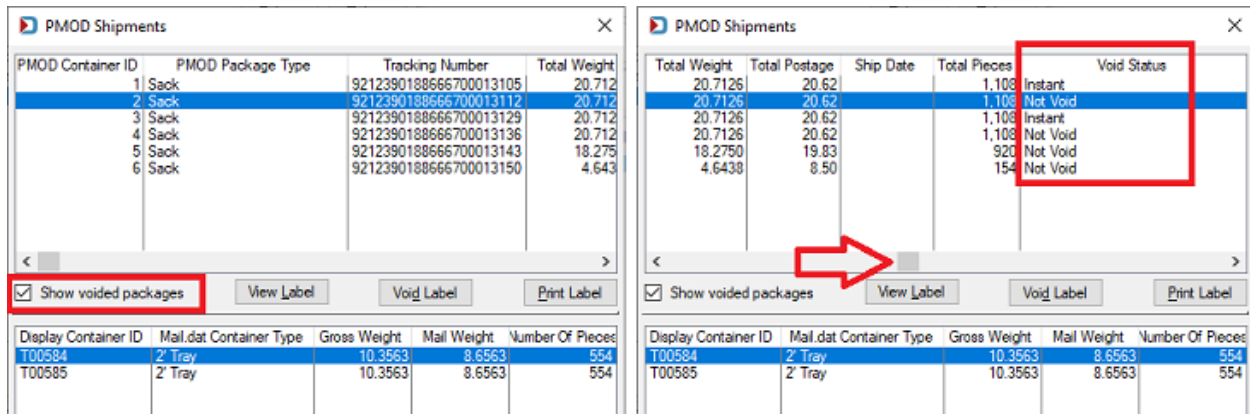 PMOD Shipments
PMOD Container ID PMOD Package Type Tracking Number Total Weight
1 Sack 9212390188666700013105 20.712
2 Sack 9212390188666700013112 20.712
3 Sack 9212390188666700013129 20.712
4 Sack 9212390188666700013136 20.712
5 Sack 9212390188666700013143 18.275
6 Sack 9212390188666700013150 4.643
Show voided packages View Label Void Label Print Label
Display Container ID Mail.dat Container Type Gross Weight Mail Weight Number Of Pieces
T00584 2' Tray 10.3563 8.6563 554
T00585 2' Tray 10.3563 8.6563 554
PMOD Shipments
Total Weight Total Postage Ship Date Total Pieces Void Status
20.7126 20.62 1,108 Instant
20.7126 20.62 1,108 Not Void
20.7126 20.62 1,108 Instant
20.7126 20.62 1,108 Not Void
18.2750 19.83 920 Not Void
4.6438 8.50 154 Not Void
Show voided packages View Label Void Label Print Label
Display Container ID Mail.dat Container Type Gross Weight Mail Weight Number Of Pieces
T00584 2' Tray 10.3563 8.6563 554
T00585 2' Tray 10.3563 8.6563 554